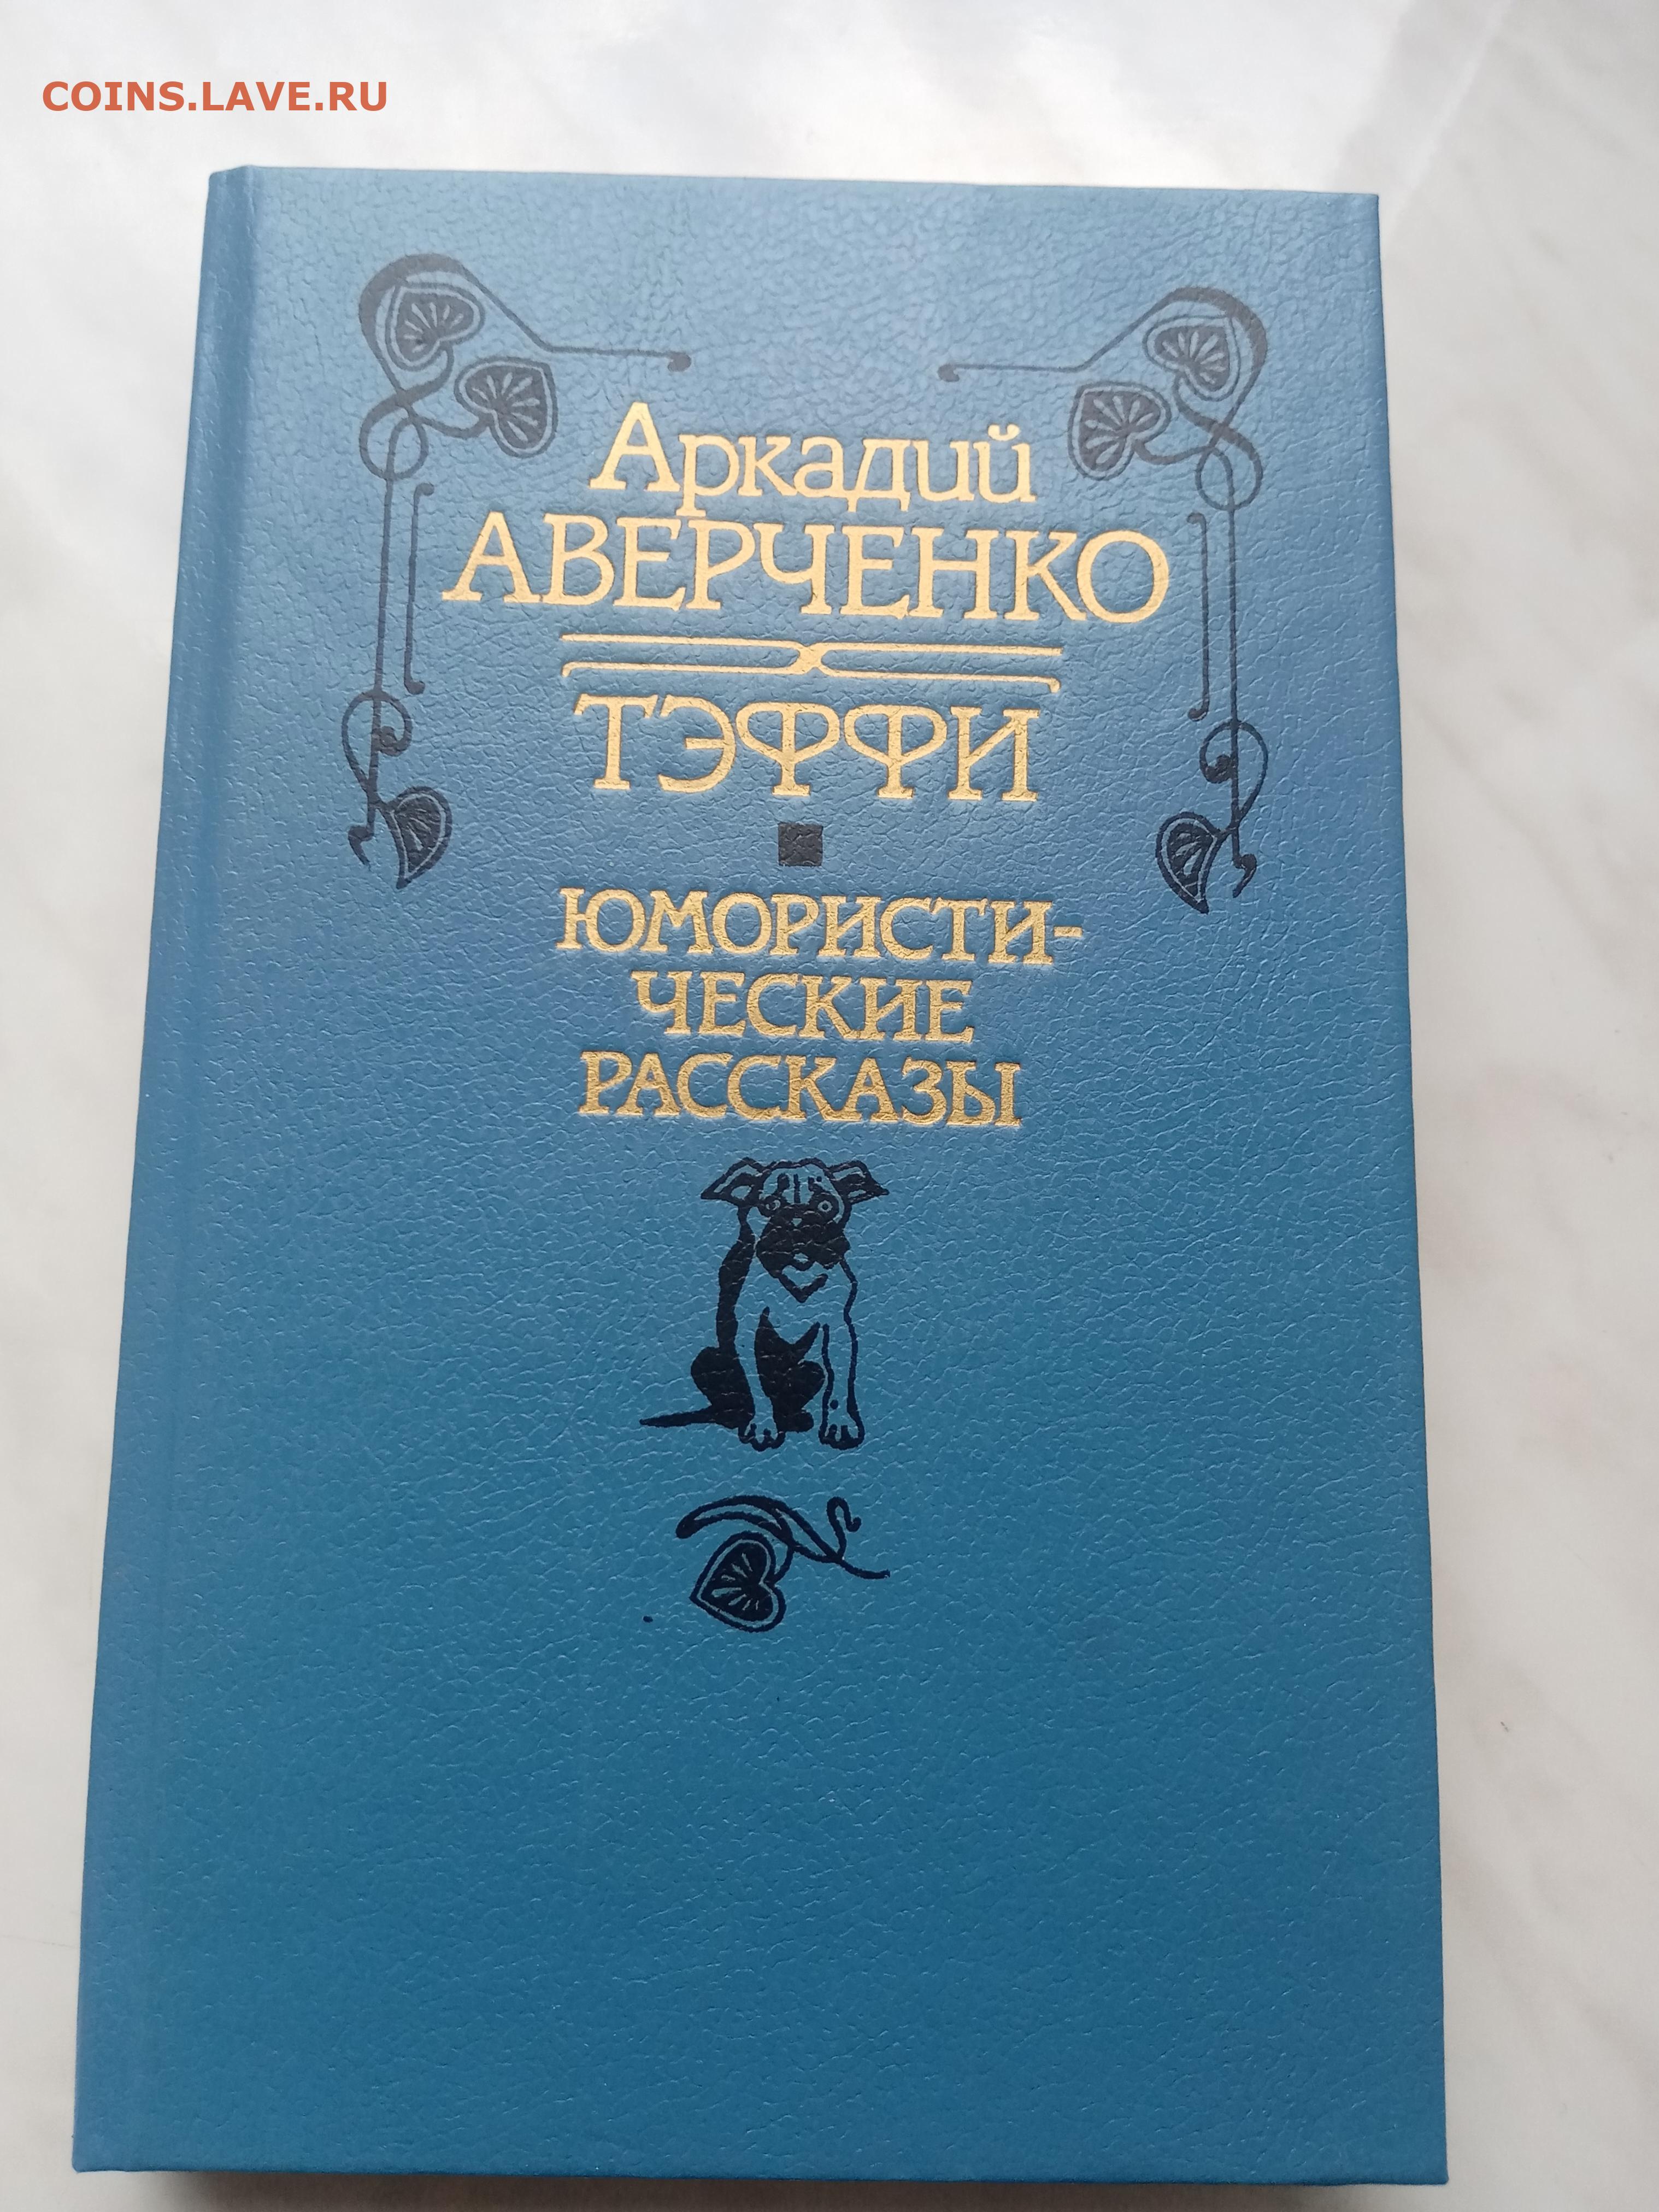 COINS.LAVE.RU
Аркадий
АВЕРЧЕНКО
ТЭФФИ
ЮМОРИСТИ-
ЧЕСКИЕ
РАССКАЗЫ